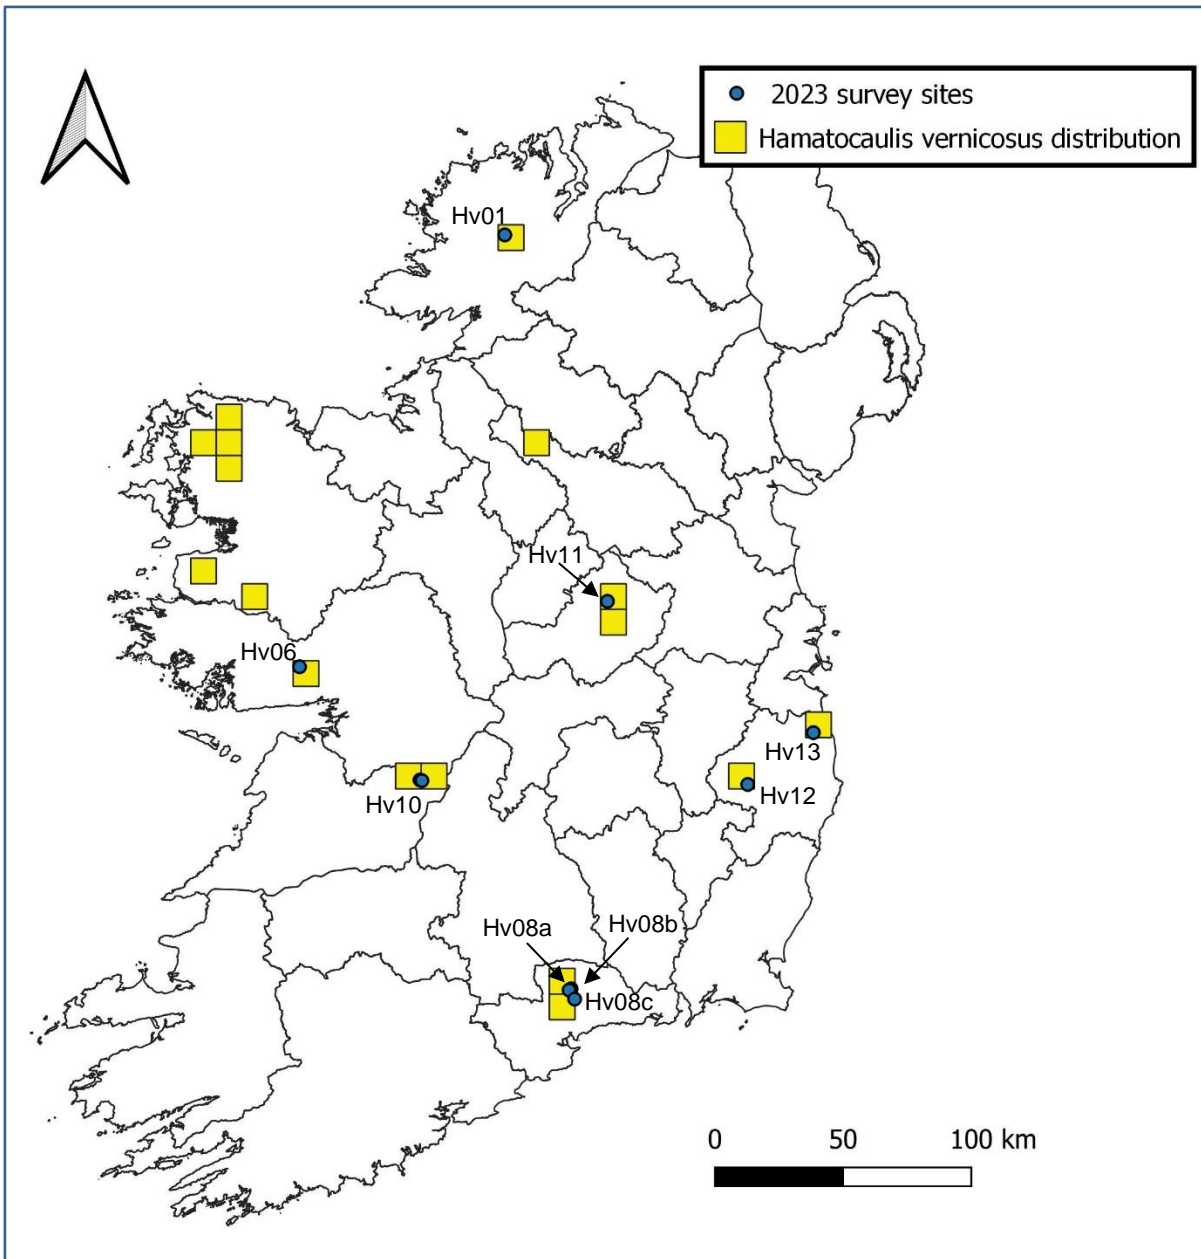 2023 survey sites
Hamatocaulis vernicosus distribution
Hv01
Hv11
Hv06
Hv13
Hv12
Hv10
Hv08a
Hv08b
Hv08c
0 50 100 km